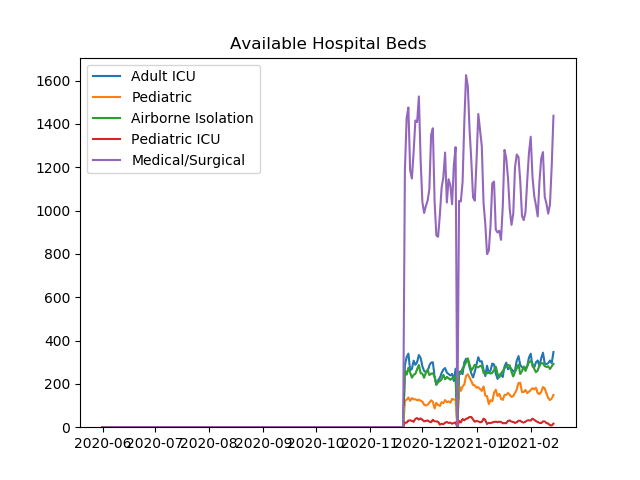 Available Hospital Beds
Adult ICU
Pediatric
Airborne Isolation
Pediatric ICU
Medical/Surgical
1600
1400
1200
1000
800
600
400
200
0
2020-06 2020-07 2020-08 2020-09 2020-10 2020-11 2020-12 2021-01 2021-02